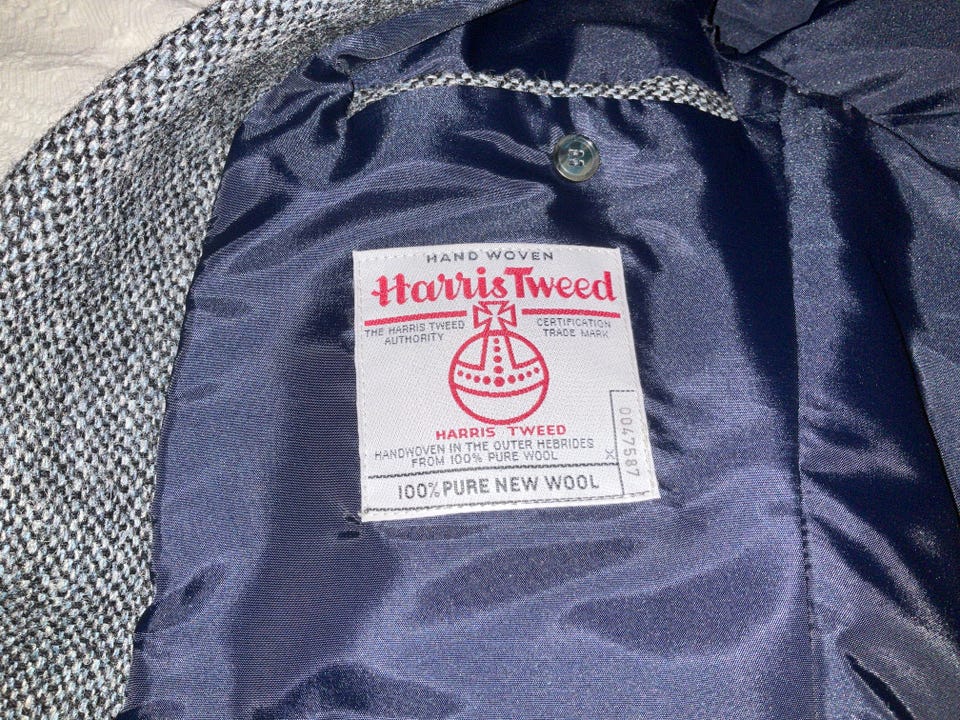 HAND WOVEN
Harris Tweed
THE HARRIS TWEED AUTHORITY
CERTIFICATION TRADE MARK
HARRIS TWEED
HANDWOVEN IN THE OUTER HEBRIDES
FROM 100% PURE WOOL
X
0047587
100% PURE NEW WOOL